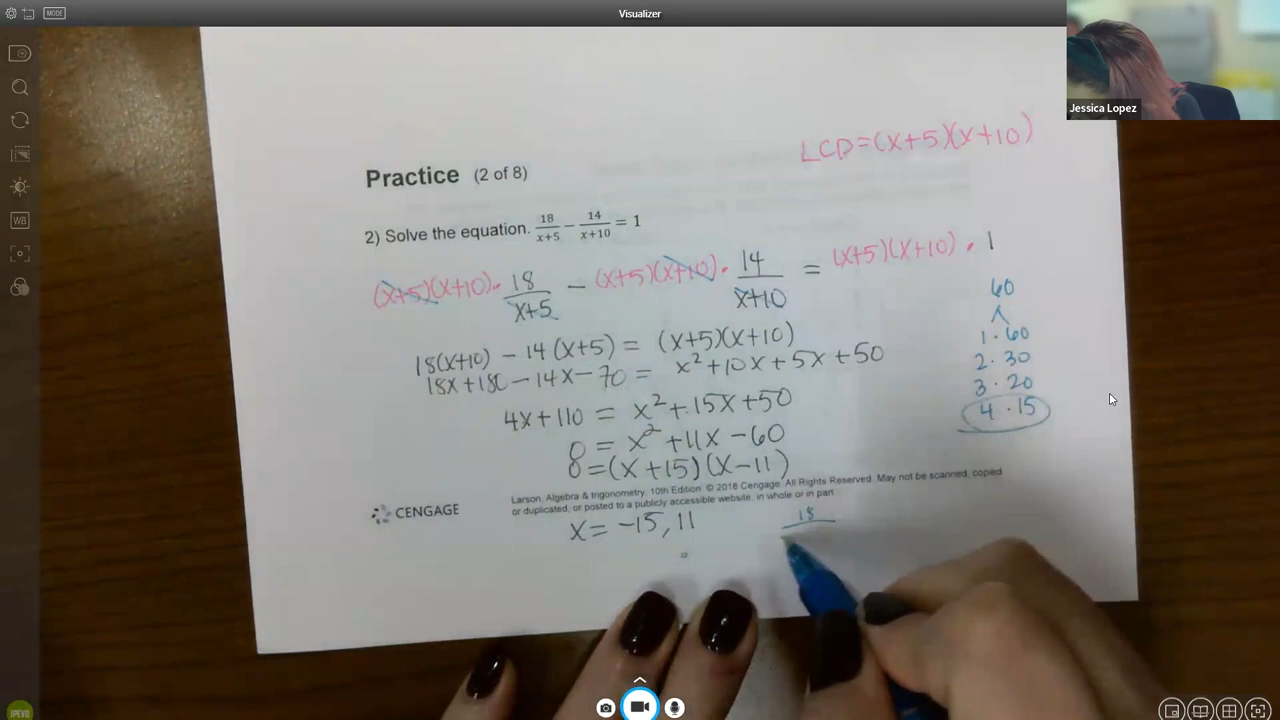 MODE
Visualizer
Jessica Lopez
LCD=(x+5)(x+10)
Practice (2 of 8)
2) Solve the equation. 18/x+5 − 14/x+10 = 1
(x+5)(x+10) · 18/x+5 − (x+5)(x+10) · 14/x+10 = (x+5)(x+10) · 1
18(x+10) − 14(x+5) = (x+5)(x+10)
18x+180 − 14x − 70 = x²+10x+5x+50
4x+110 = x²+15x+50
0 = x²+11x−60
0=(x+15)(x−11)
60
1·60
2·30
3·20
4·15
CENGAGE
Larson, Algebra & trigonometry, 10th Edition. © 2018 Cengage. All Rights Reserved. May not be scanned, copied
or duplicated, or posted to a publicly accessible website, in whole or in part.
x= −15, 11
18
WB
IPEVO